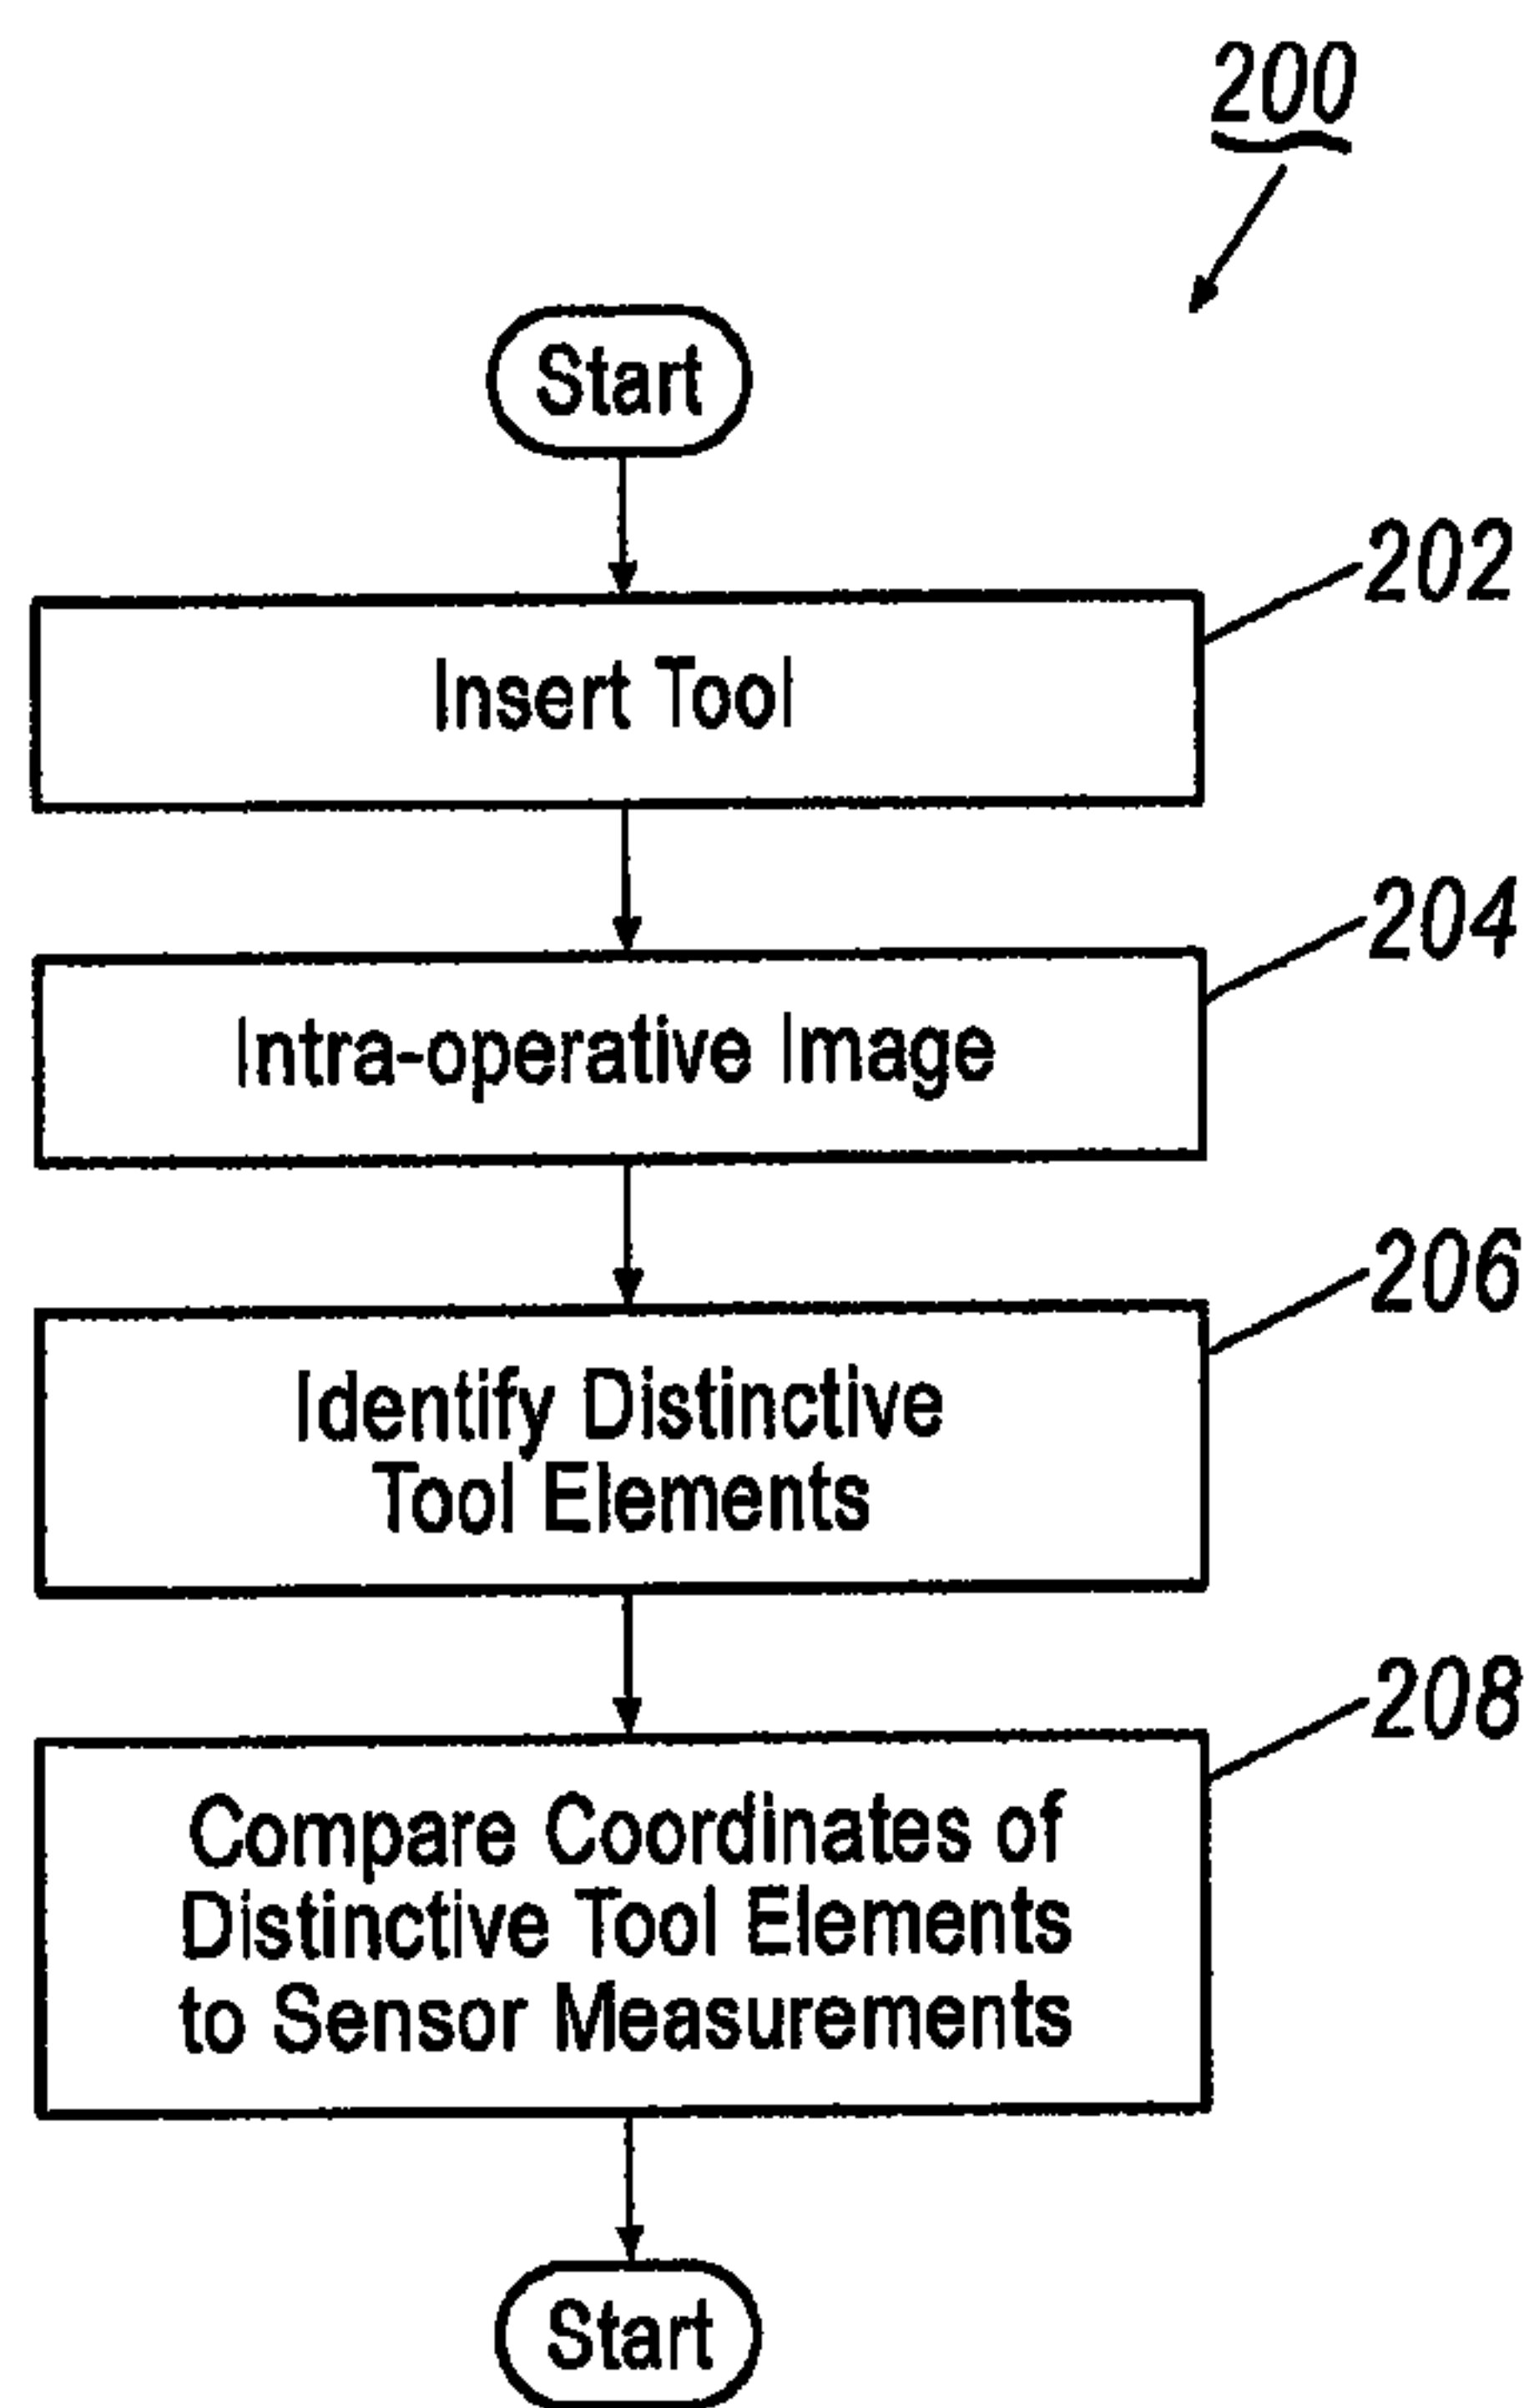 200
Start
202
Insert Tool
204
Intra-operative Image
206
Identify Distinctive
Tool Elements
208
Compare Coordinates of
Distinctive Tool Elements
to Sensor Measurements
Start